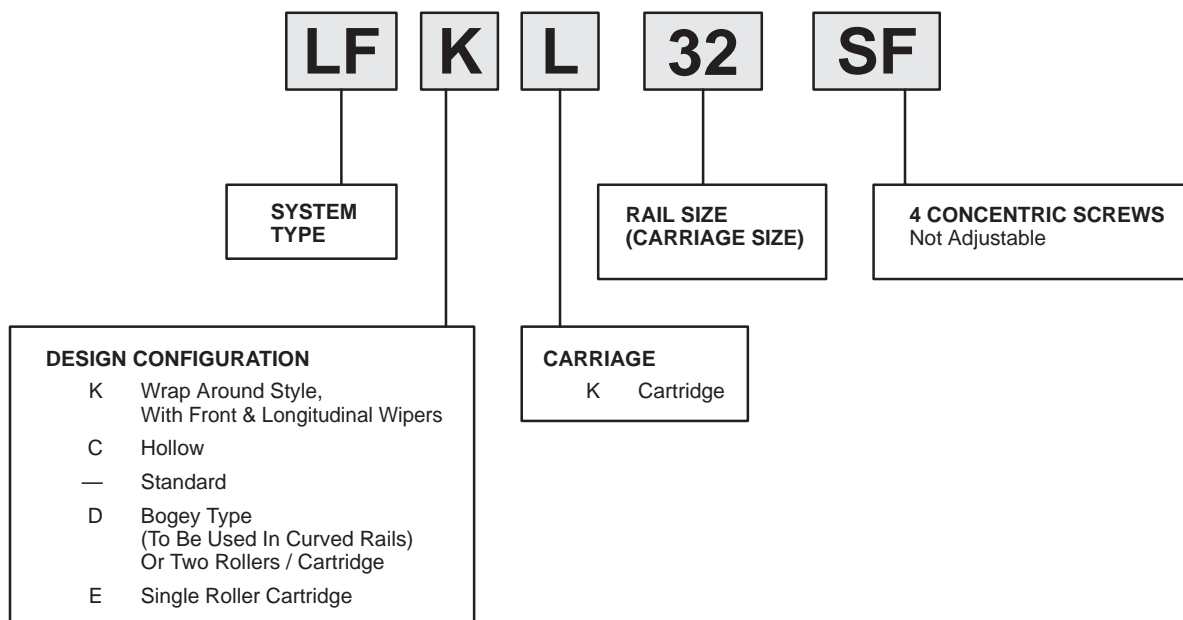 LF K L 32 SF
SYSTEM
TYPE
RAIL SIZE
(CARRIAGE SIZE)
4 CONCENTRIC SCREWS
Not Adjustable
DESIGN CONFIGURATION
K Wrap Around Style,
With Front & Longitudinal Wipers
C Hollow
— Standard
D Bogey Type
(To Be Used In Curved Rails)
Or Two Rollers / Cartridge
E Single Roller Cartridge
CARRIAGE
K Cartridge